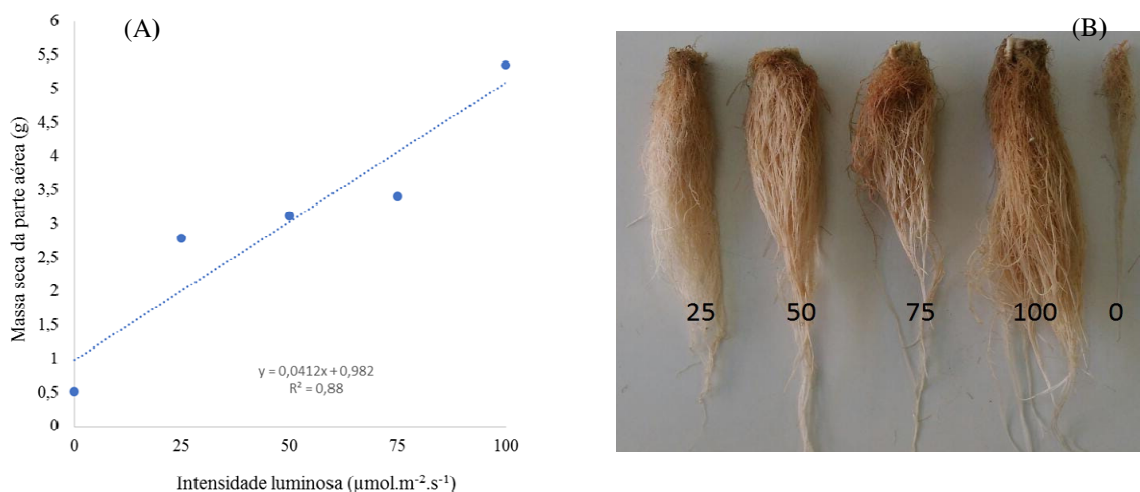 (A)
Massa seca da parte aérea (g)
6
5,5
5
4,5
4
3,5
3
2,5
2
1,5
1
0,5
0
y = 0,0412x + 0,982
R² = 0,88
0 25 50 75 100
Intensidade luminosa (µmol.m⁻².s⁻¹)
(B)
25 50 75 100 0